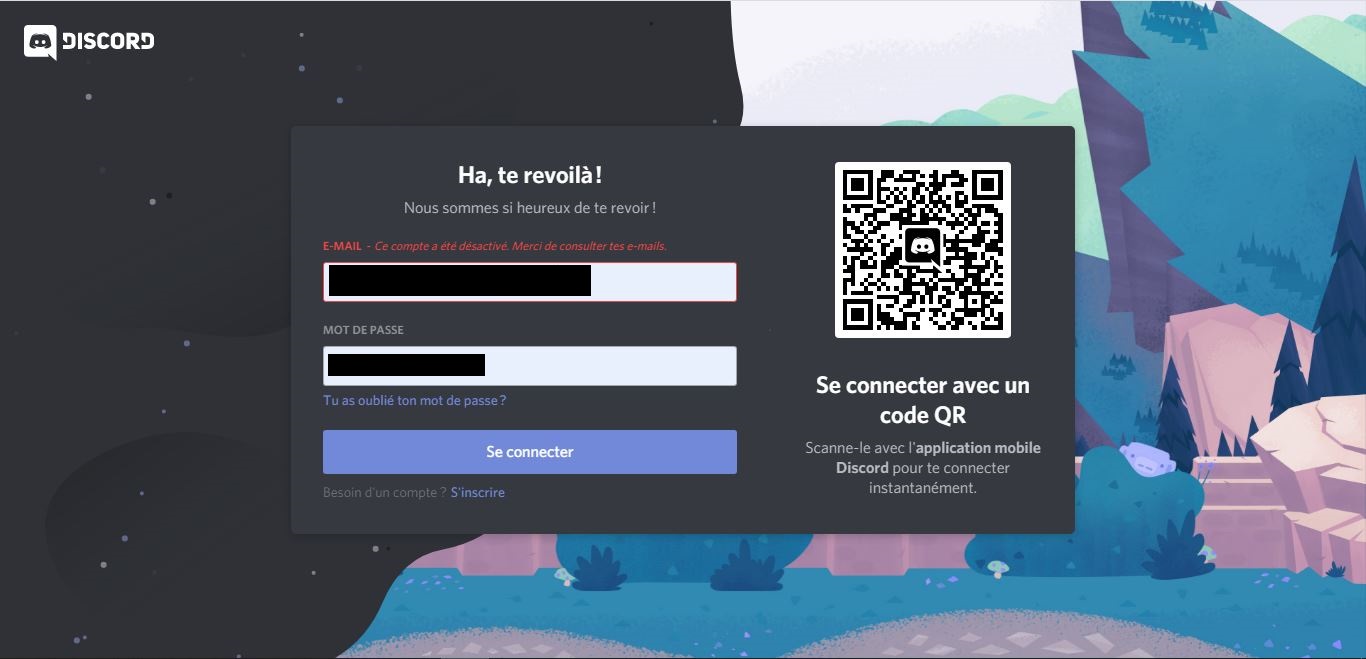 DISCORD
Ha, te revoilà !
Nous sommes si heureux de te revoir !
E-MAIL - Ce compte a été désactivé. Merci de consulter tes e-mails.
MOT DE PASSE
Tu as oublié ton mot de passe ?
Se connecter
Besoin d'un compte ? S'inscrire
Se connecter avec un
code QR
Scanne-le avec l'application mobile
Discord pour te connecter
instantanément.